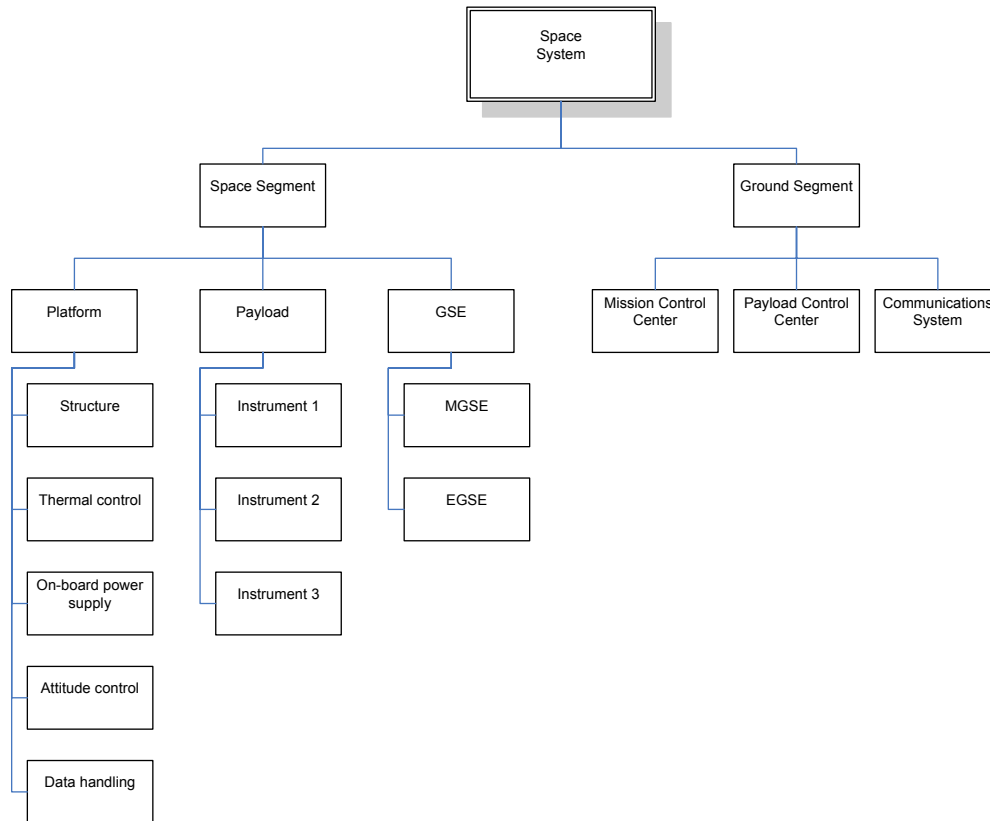 Space
System
Space Segment
Ground Segment
Platform
Payload
GSE
Mission Control
Center
Payload Control
Center
Communications
System
Structure
Instrument 1
MGSE
Thermal control
Instrument 2
EGSE
On-board power
supply
Instrument 3
Attitude control
Data handling